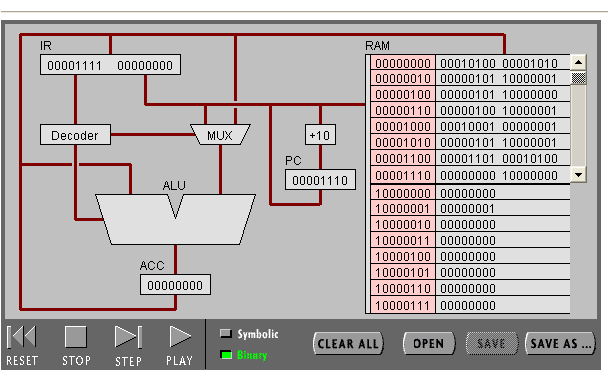 IR
00001111 00000000
Decoder
MUX
+10
PC
00001110
ALU
ACC
00000000
RAM
00000000 00010100 00001010
00000010 00000101 10000001
00000100 00000101 10000000
00000110 00000100 10000001
00001000 00010001 00000001
00001010 00000101 10000001
00001100 00001101 00010100
00001110 00000000 10000000
10000000 00000000
10000001 00000001
10000010 00000000
10000011 00000000
10000100 00000000
10000101 00000000
10000110 00000000
10000111 00000000
RESET
STOP
STEP
PLAY
Symbolic
Binary
CLEAR ALL
OPEN
SAVE
SAVE AS ...